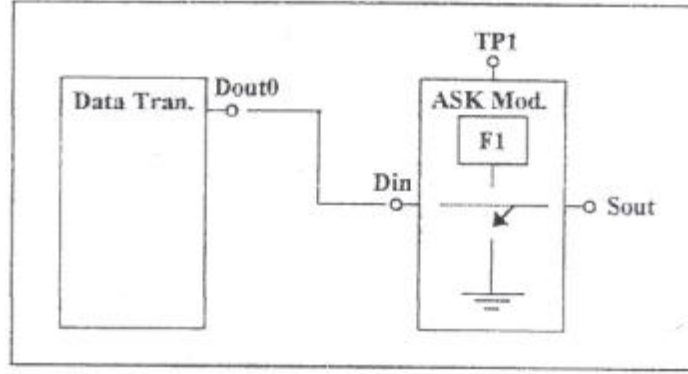 TP1
Data Tran.
Dout0
ASK Mod.
F1
Din
Sout